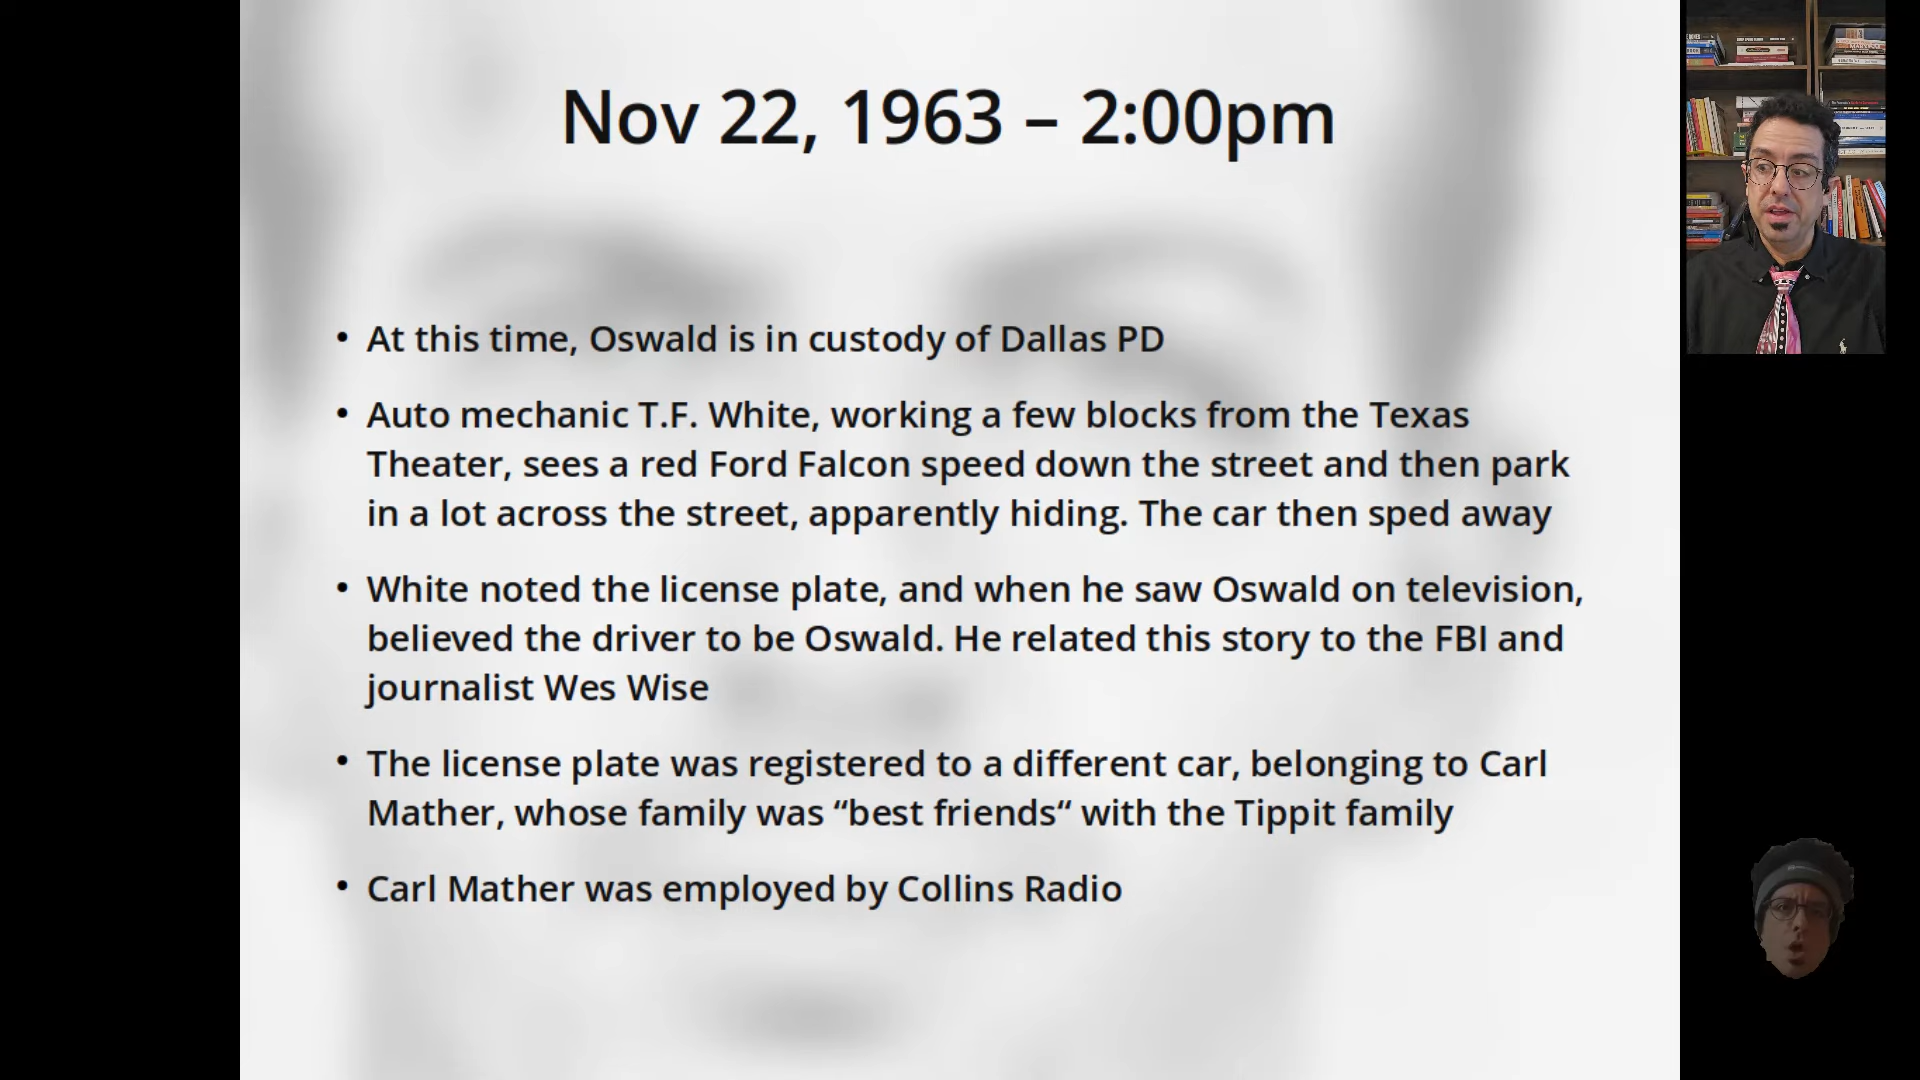 Nov 22, 1963 – 2:00pm
• At this time, Oswald is in custody of Dallas PD
• Auto mechanic T.F. White, working a few blocks from the Texas
Theater, sees a red Ford Falcon speed down the street and then park
in a lot across the street, apparently hiding. The car then sped away
• White noted the license plate, and when he saw Oswald on television,
believed the driver to be Oswald. He related this story to the FBI and
journalist Wes Wise
• The license plate was registered to a different car, belonging to Carl
Mather, whose family was “best friends“ with the Tippit family
• Carl Mather was employed by Collins Radio